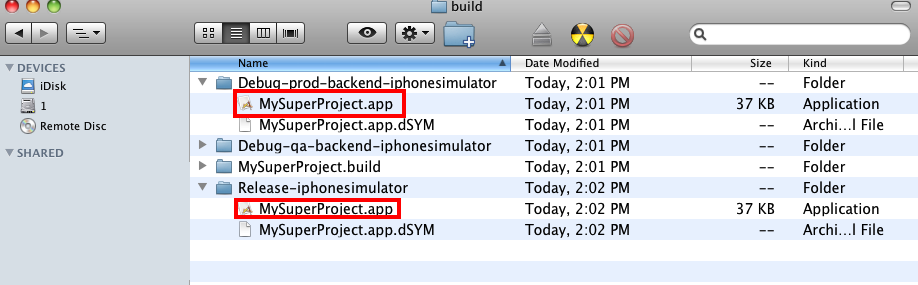 build
Name Date Modified Size Kind
DEVICES
iDisk
1
Remote Disc
SHARED
Debug-prod-backend-iphonesimulator Today, 2:01 PM -- Folder
MySuperProject.app Today, 2:01 PM 37 KB Application
MySuperProject.app.dSYM Today, 2:01 PM -- Archi...l File
Debug-qa-backend-iphonesimulator Today, 2:01 PM -- Folder
MySuperProject.build Today, 2:01 PM -- Folder
Release-iphonesimulator Today, 2:02 PM -- Folder
MySuperProject.app Today, 2:02 PM 37 KB Application
MySuperProject.app.dSYM Today, 2:02 PM -- Archi...l File